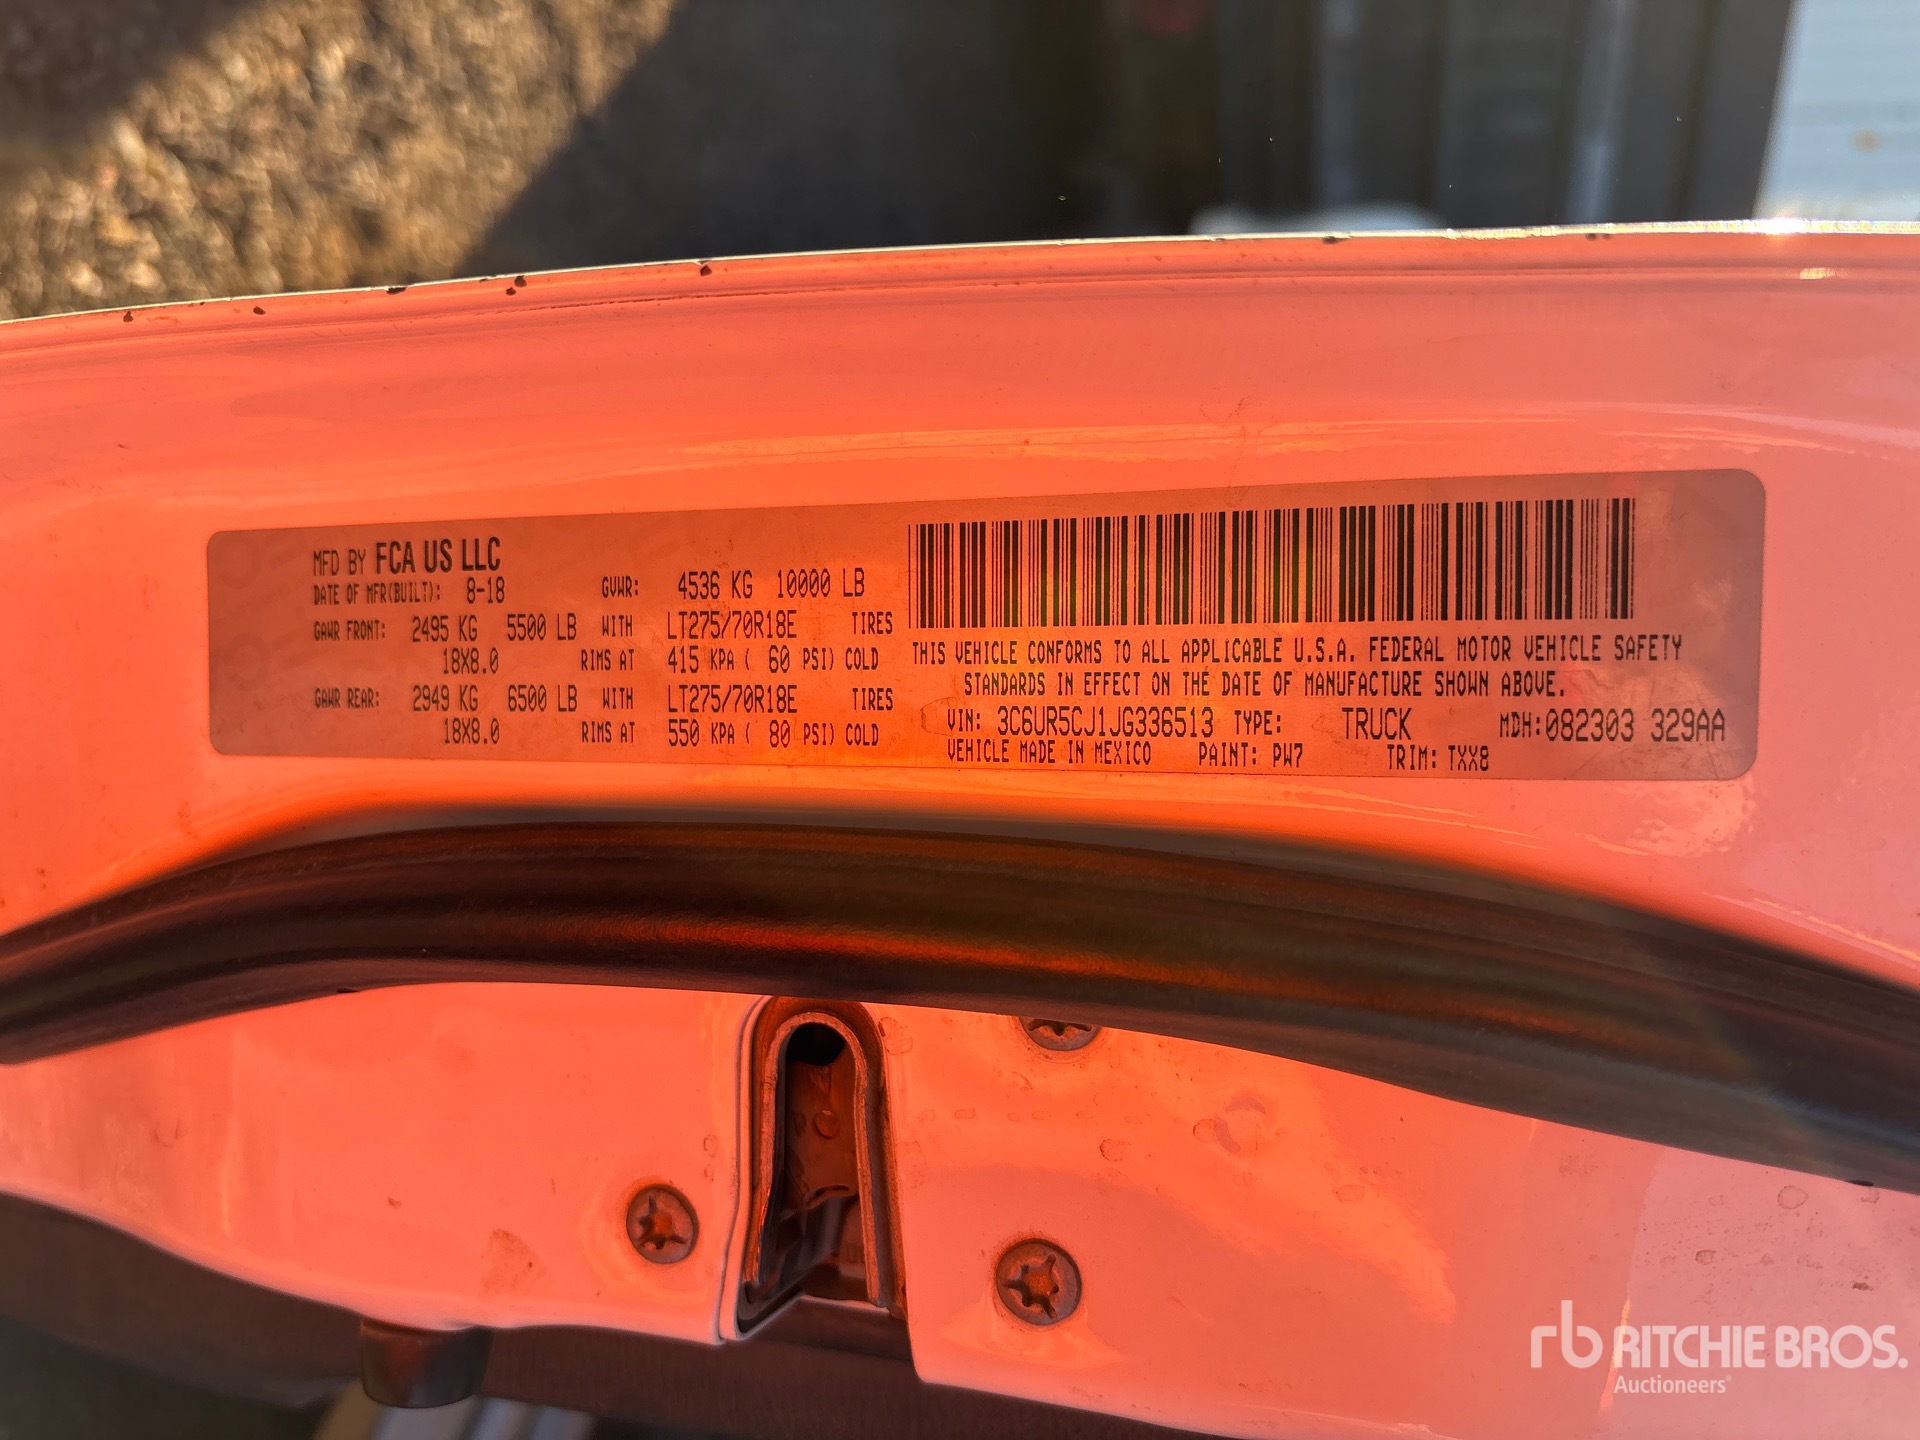 MFD BY FCA US LLC
DATE OF MFR(BUILT): 8-18 GVWR: 4536 KG 10000 LB
GAWR FRONT: 2495 KG 5500 LB WITH LT275/70R18E TIRES
18X8.0 RIMS AT 415 KPA ( 60 PSI) COLD
GAWR REAR: 2949 KG 6500 LB WITH LT275/70R18E TIRES
18X8.0 RIMS AT 550 KPA ( 80 PSI) COLD
THIS VEHICLE CONFORMS TO ALL APPLICABLE U.S.A. FEDERAL MOTOR VEHICLE SAFETY
STANDARDS IN EFFECT ON THE DATE OF MANUFACTURE SHOWN ABOVE.
VIN: 3C6UR5CJ1JG336513 TYPE: TRUCK MDH:082303 329AA
VEHICLE MADE IN MEXICO PAINT: PW7 TRIM: TXX8
rb RITCHIE BROS.
Auctioneers